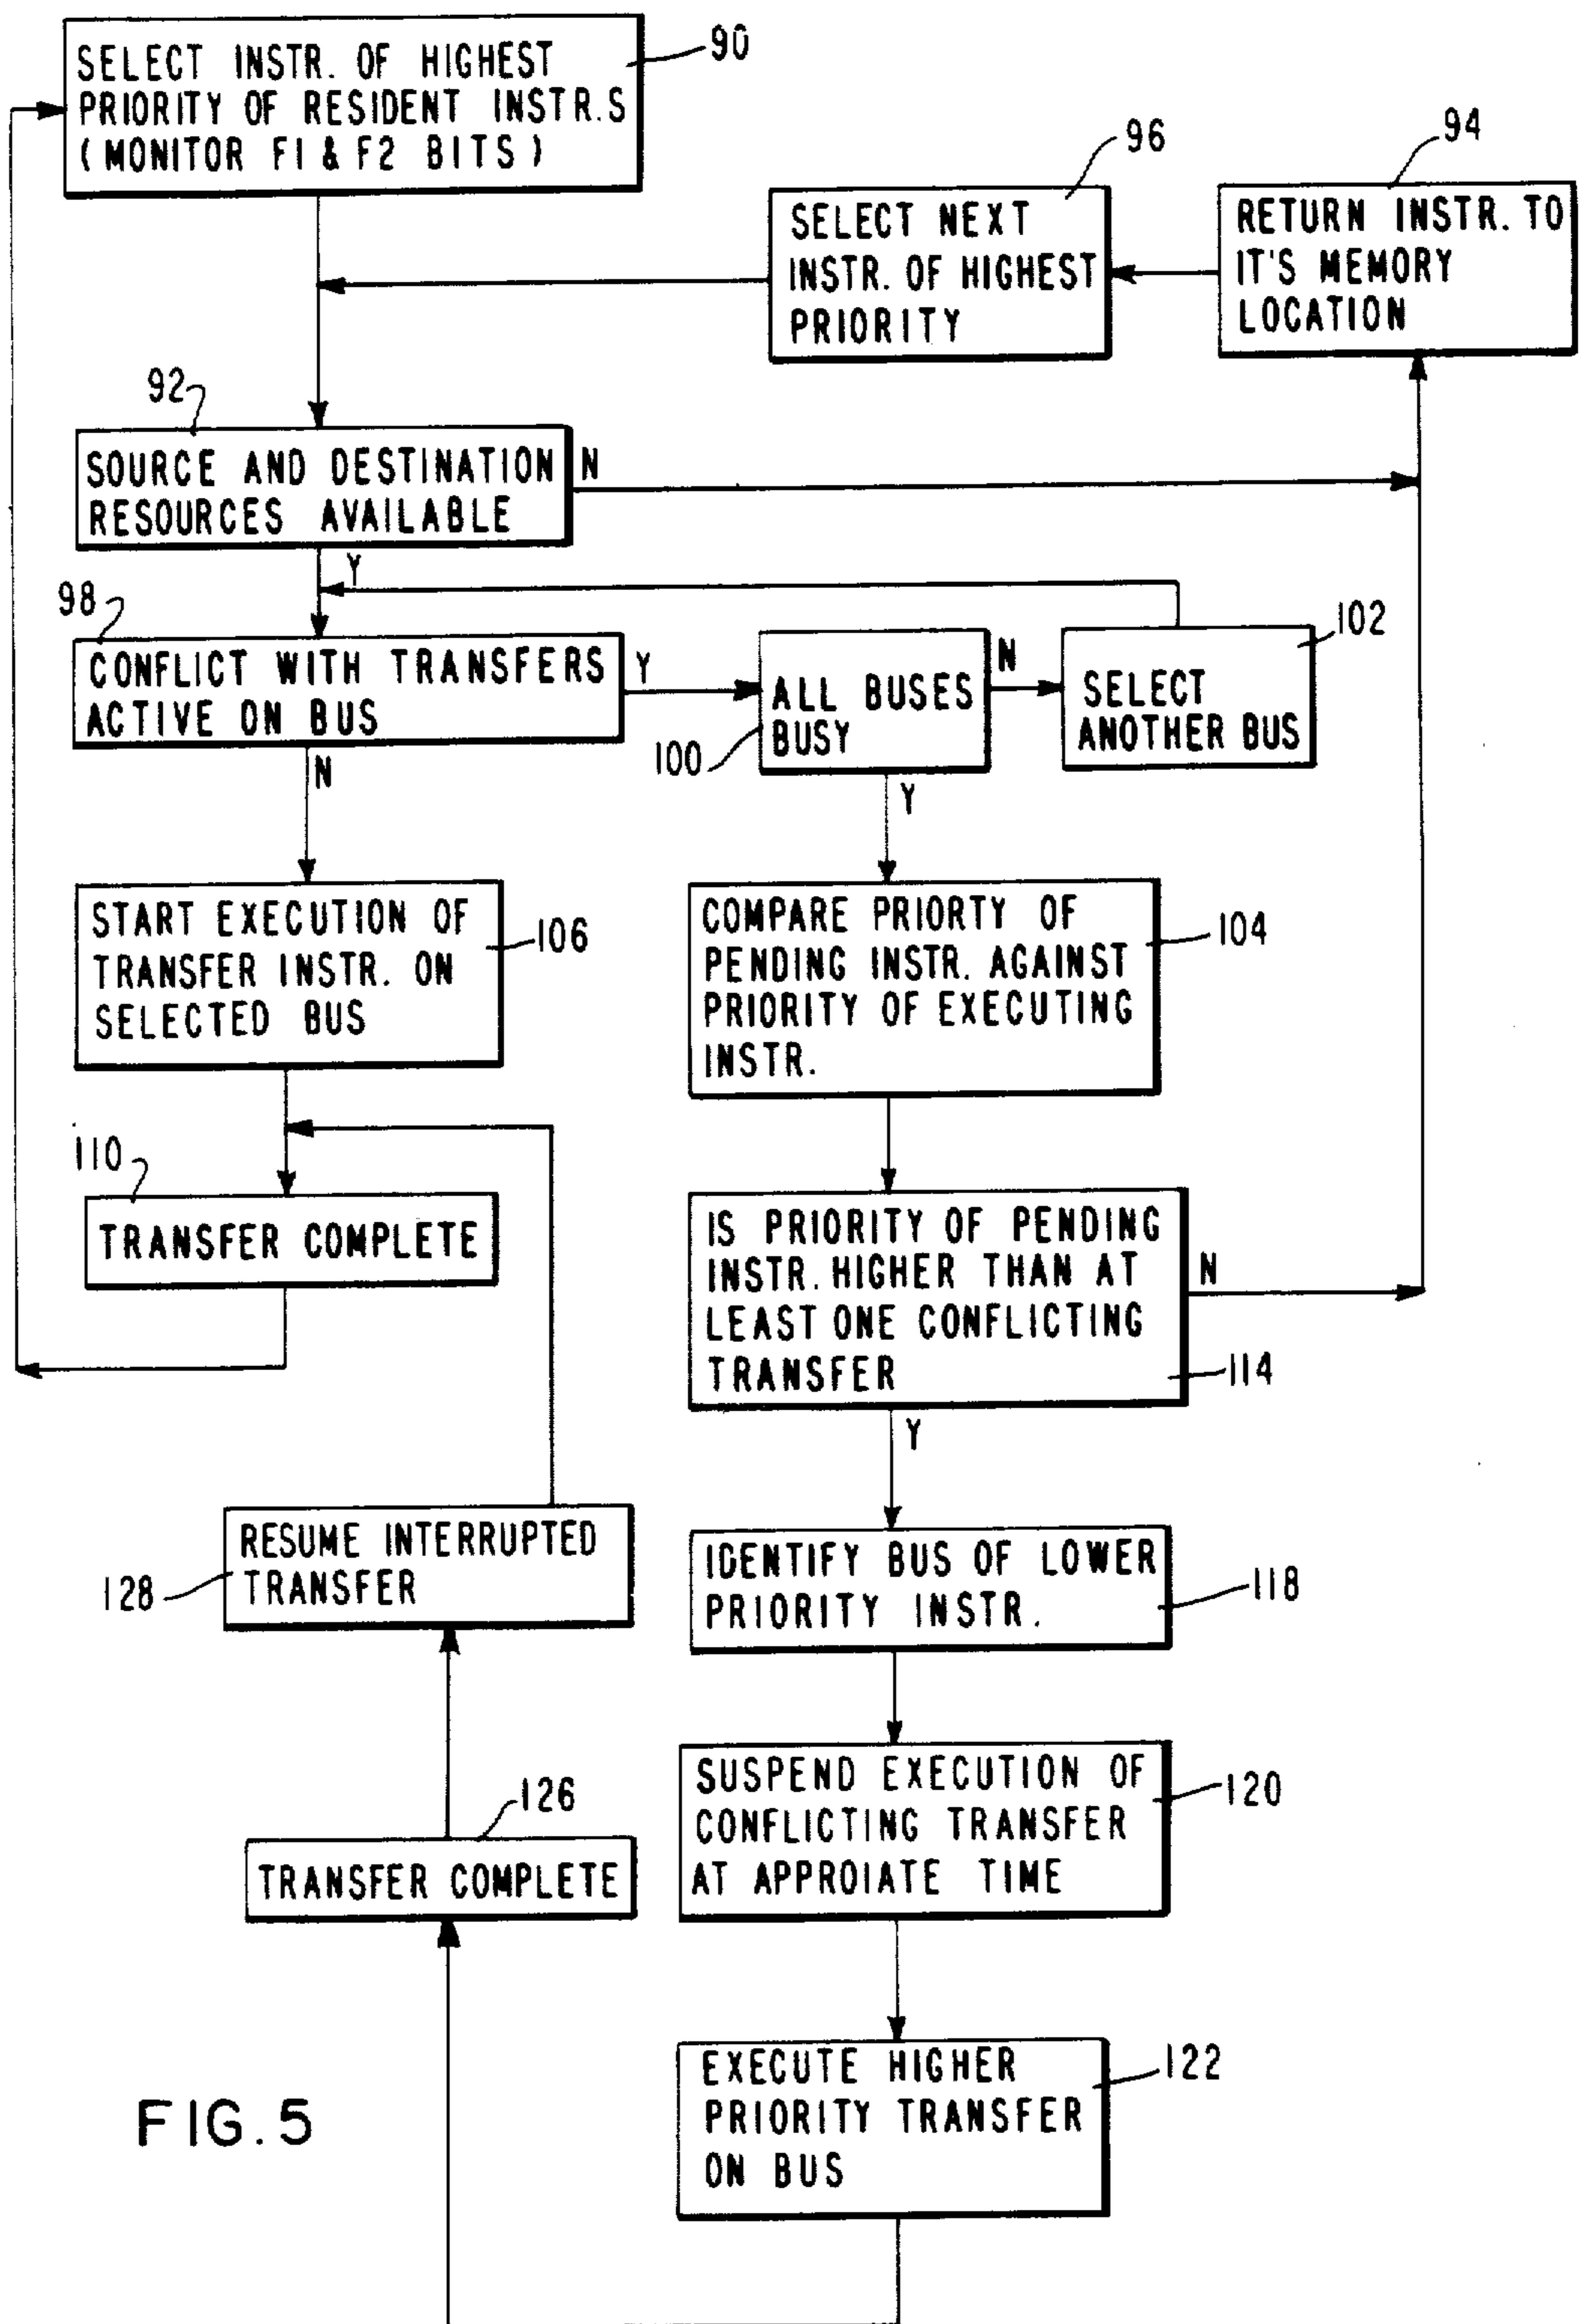 90
SELECT INSTR. OF HIGHEST
PRIORITY OF RESIDENT INSTR.S
(MONITOR F1 & F2 BITS)
96
94
SELECT NEXT
INSTR. OF HIGHEST
PRIORITY
RETURN INSTR. TO
IT'S MEMORY
LOCATION
92
SOURCE AND DESTINATION
RESOURCES AVAILABLE
N
Y
98
CONFLICT WITH TRANSFERS
ACTIVE ON BUS
Y
N
100
ALL BUSES
BUSY
N
Y
102
SELECT
ANOTHER BUS
START EXECUTION OF
TRANSFER INSTR. ON
SELECTED BUS
106
COMPARE PRIORTY OF
PENDING INSTR. AGAINST
PRIORITY OF EXECUTING
INSTR.
104
110
TRANSFER COMPLETE
IS PRIORITY OF PENDING
INSTR. HIGHER THAN AT
LEAST ONE CONFLICTING
TRANSFER
N
114
Y
RESUME INTERRUPTED
TRANSFER
128
IDENTIFY BUS OF LOWER
PRIORITY INSTR.
118
SUSPEND EXECUTION OF
CONFLICTING TRANSFER
AT APPROIATE TIME
120
126
TRANSFER COMPLETE
EXECUTE HIGHER
PRIORITY TRANSFER
ON BUS
122
FIG. 5